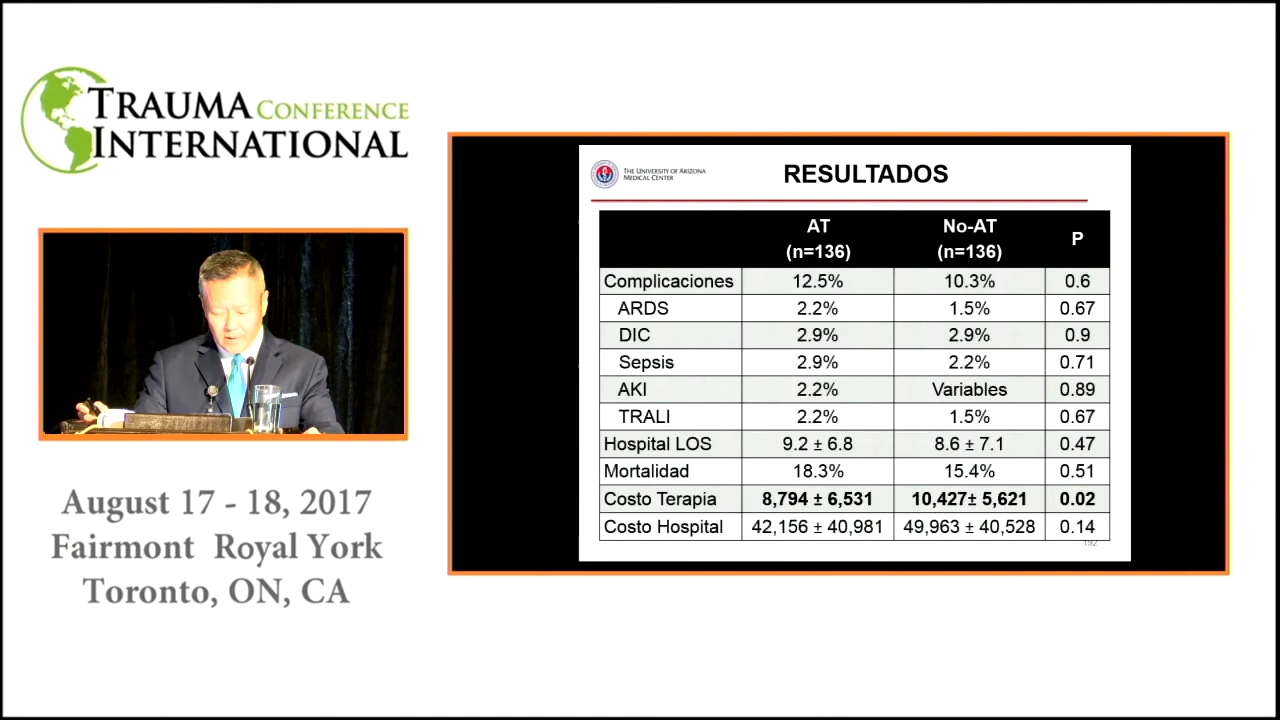 TRAUMA CONFERENCE
INTERNATIONAL
August 17 - 18, 2017
Fairmont Royal York
Toronto, ON, CA
THE UNIVERSITY OF ARIZONA
MEDICAL CENTER
RESULTADOS
AT (n=136) No-AT (n=136) P
Complicaciones 12.5% 10.3% 0.6
ARDS 2.2% 1.5% 0.67
DIC 2.9% 2.9% 0.9
Sepsis 2.9% 2.2% 0.71
AKI 2.2% Variables 0.89
TRALI 2.2% 1.5% 0.67
Hospital LOS 9.2 ± 6.8 8.6 ± 7.1 0.47
Mortalidad 18.3% 15.4% 0.51
Costo Terapia 8,794 ± 6,531 10,427± 5,621 0.02
Costo Hospital 42,156 ± 40,981 49,963 ± 40,528 0.14
192